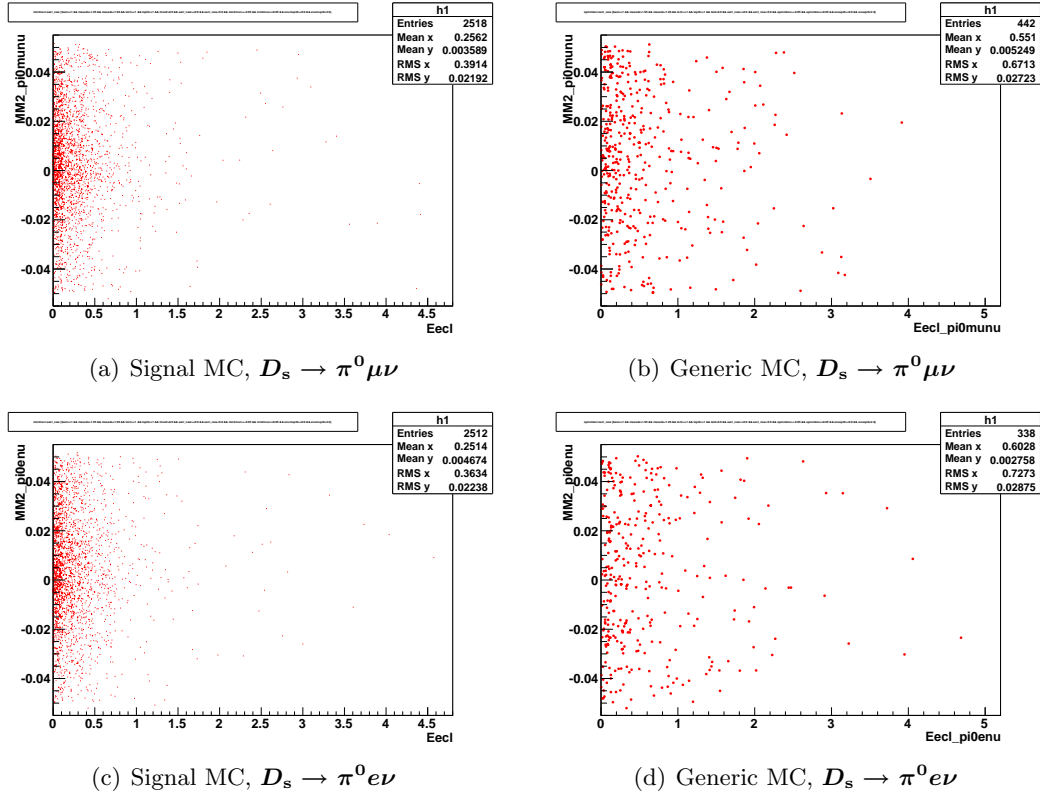 h1
Entries 2518
Mean x 0.2562
Mean y 0.003589
RMS x 0.3914
RMS y 0.02192
MM2_pi0munu
0.04
0.02
0
-0.02
-0.04
0 0.5 1 1.5 2 2.5 3 3.5 4 4.5
Eecl
(a) Signal MC, Ds → π0μν
h1
Entries 442
Mean x 0.551
Mean y 0.005249
RMS x 0.6713
RMS y 0.02723
MM2_pi0munu
0.04
0.02
0
-0.02
-0.04
0 1 2 3 4 5
Eecl_pi0munu
(b) Generic MC, Ds → π0μν
h1
Entries 2512
Mean x 0.2514
Mean y 0.004674
RMS x 0.3634
RMS y 0.02238
MM2_pi0enu
0.04
0.02
0
-0.02
-0.04
0 0.5 1 1.5 2 2.5 3 3.5 4 4.5
Eecl
(c) Signal MC, Ds → π0eν
h1
Entries 338
Mean x 0.6028
Mean y 0.002758
RMS x 0.7273
RMS y 0.02875
MM2_pi0enu
0.04
0.02
0
-0.02
-0.04
0 1 2 3 4 5
Eecl_pi0enu
(d) Generic MC, Ds → π0eν